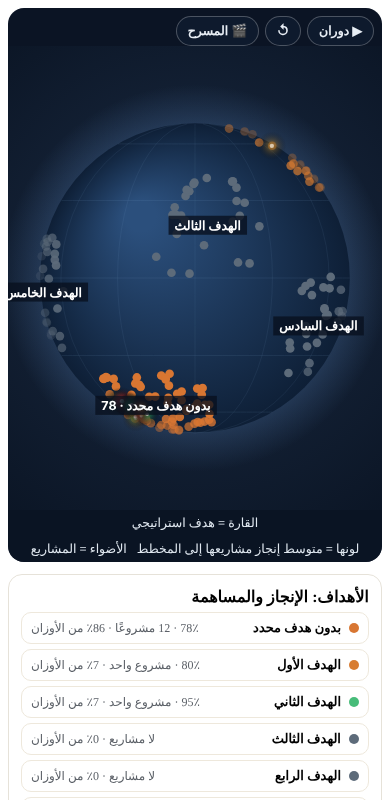 ▶ دوران
↺
🎬 المسرح
الهدف الثالث
الهدف الخامس
الهدف السادس
بدون هدف محدد · 78
القارة = هدف استراتيجي
لونها = متوسط إنجاز مشاريعها إلى المخطط الأضواء = المشاريع
الأهداف: الإنجاز والمساهمة
بدون هدف محدد 78٪ · 12 مشروعًا · 86٪ من الأوزان
الهدف الأول 80٪ · مشروع واحد · 7٪ من الأوزان
الهدف الثاني 95٪ · مشروع واحد · 7٪ من الأوزان
الهدف الثالث لا مشاريع · 0٪ من الأوزان
الهدف الرابع لا مشاريع · 0٪ من الأوزان